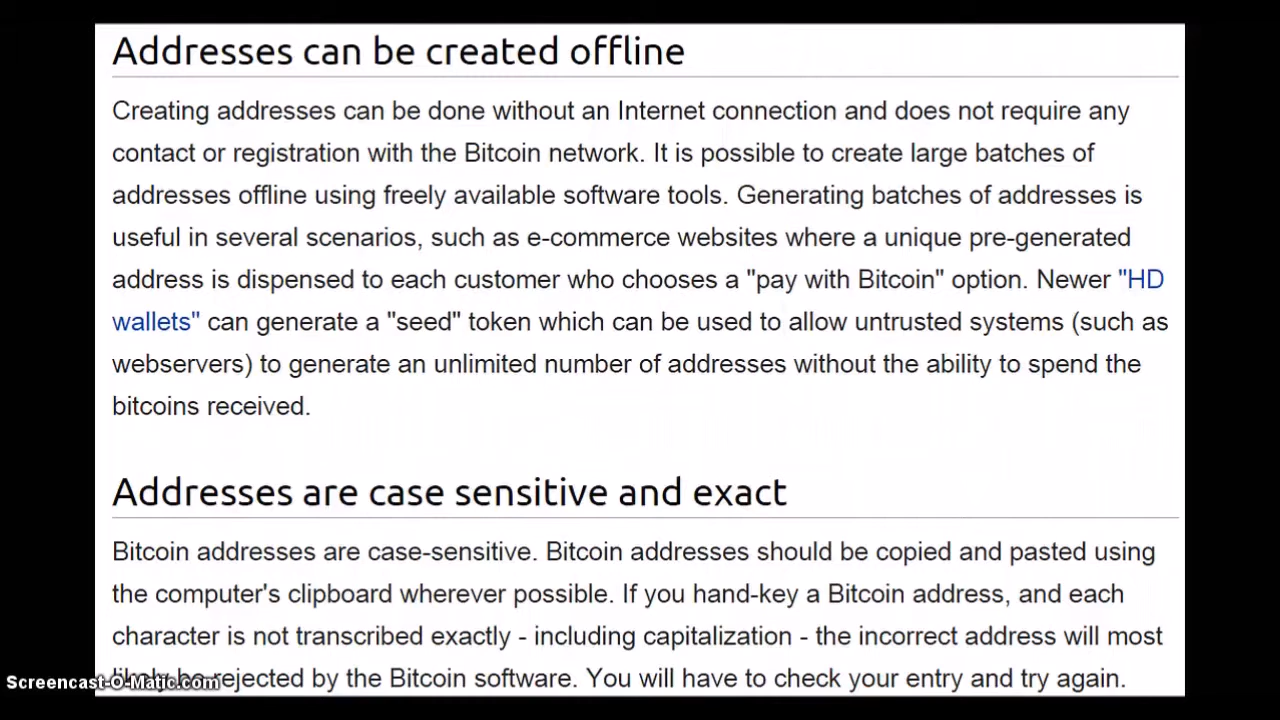 Addresses can be created offline
Creating addresses can be done without an Internet connection and does not require any
contact or registration with the Bitcoin network. It is possible to create large batches of
addresses offline using freely available software tools. Generating batches of addresses is
useful in several scenarios, such as e-commerce websites where a unique pre-generated
address is dispensed to each customer who chooses a "pay with Bitcoin" option. Newer "HD
wallets" can generate a "seed" token which can be used to allow untrusted systems (such as
webservers) to generate an unlimited number of addresses without the ability to spend the
bitcoins received.
Addresses are case sensitive and exact
Bitcoin addresses are case-sensitive. Bitcoin addresses should be copied and pasted using
the computer's clipboard wherever possible. If you hand-key a Bitcoin address, and each
character is not transcribed exactly - including capitalization - the incorrect address will most
rejected by the Bitcoin software. You will have to check your entry and try again.
Screencast-O-Matic.com